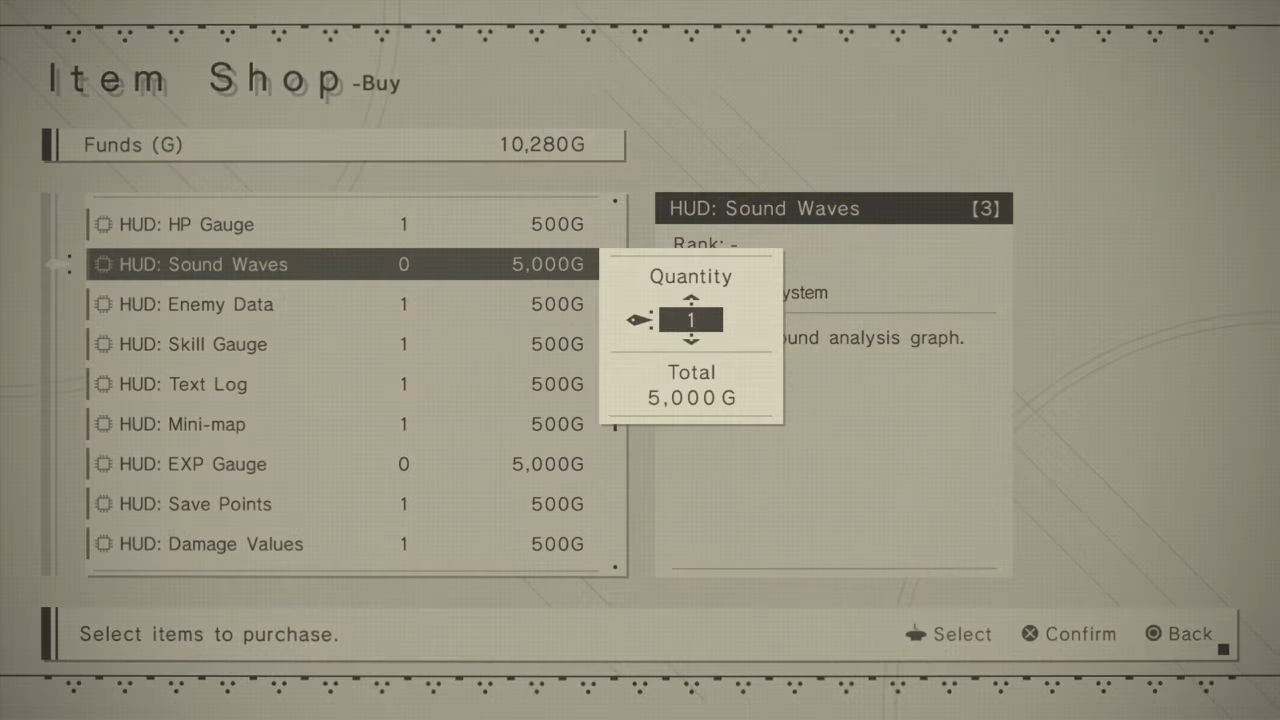 Item Shop -Buy
Funds (G) 10,280G
HUD: HP Gauge 1 500G
HUD: Sound Waves 0 5,000G
HUD: Enemy Data 1 500G
HUD: Skill Gauge 1 500G
HUD: Text Log 1 500G
HUD: Mini-map 1 500G
HUD: EXP Gauge 0 5,000G
HUD: Save Points 1 500G
HUD: Damage Values 1 500G
HUD: Sound Waves [3]
Rank: -
Quantity
1
Total
5,000 G
analysis graph.
Select items to purchase.
Select Confirm Back